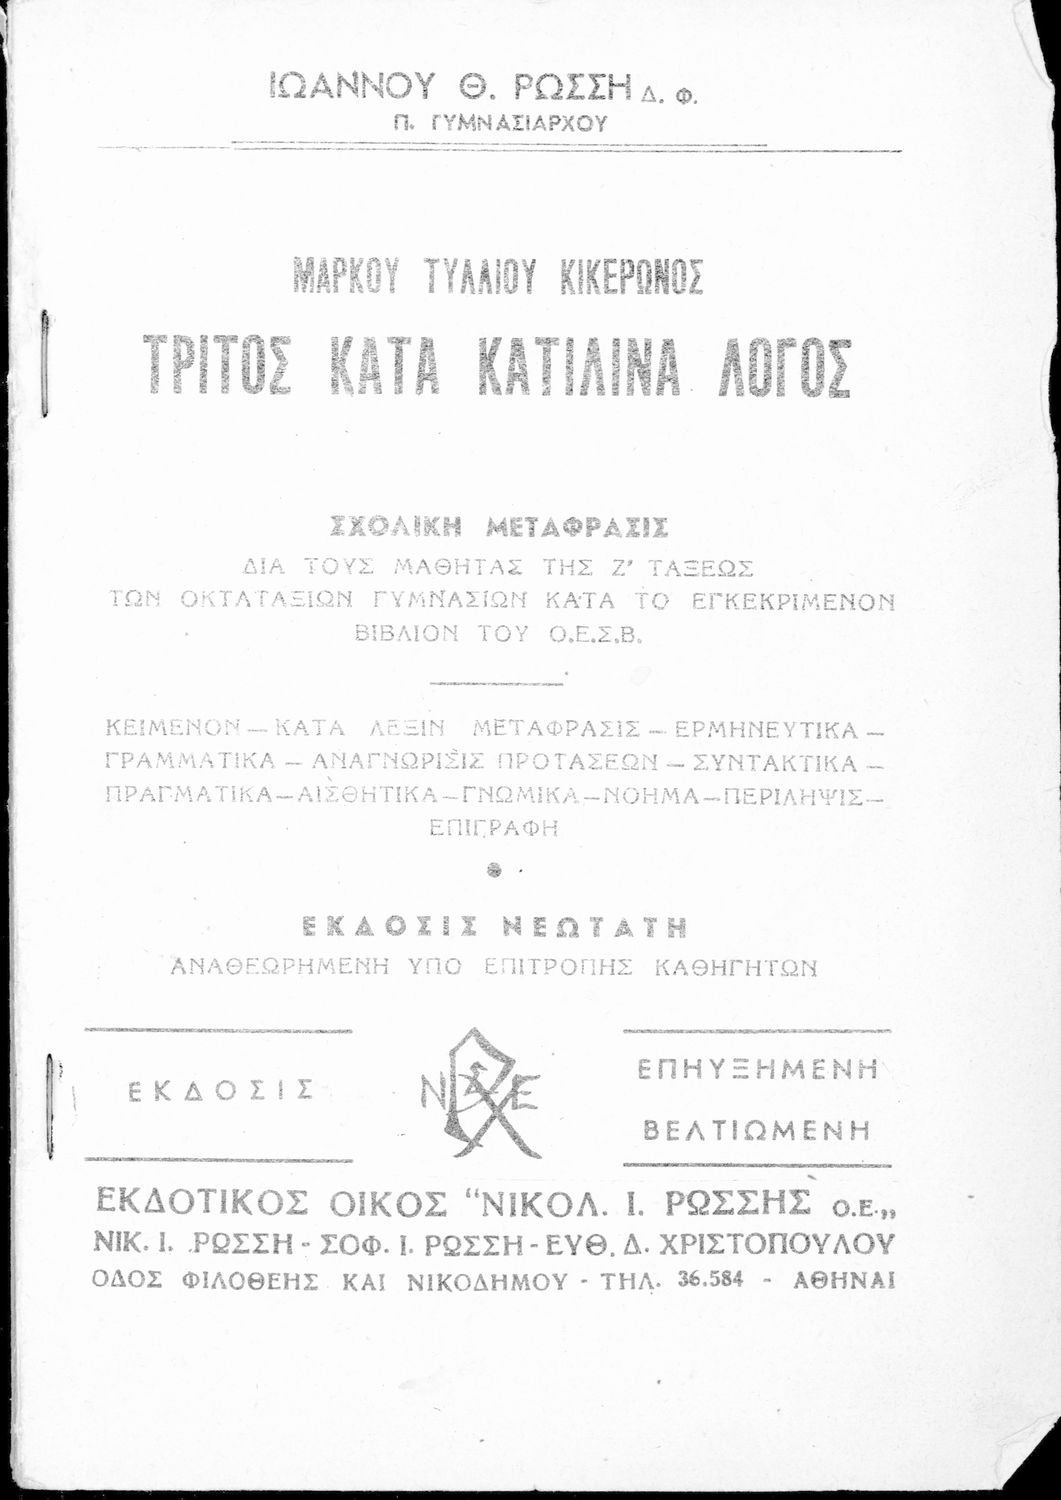 ΙΩΑΝΝΟΥ Θ. ΡΩΣΣΗ Δ. Φ.
Π. ΓΥΜΝΑΣΙΑΡΧΟΥ
ΜΑΡΚΟΥ ΤΥΛΛΙΟΥ ΚΙΚΕΡΩΝΟΣ
ΤΡΙΤΟΣ ΚΑΤΑ ΚΑΤΙΛΙΝΑ ΛΟΓΟΣ
ΣΧΟΛΙΚΗ ΜΕΤΑΦΡΑΣΙΣ
ΔΙΑ ΤΟΥΣ ΜΑΘΗΤΑΣ ΤΗΣ Ζ' ΤΑΞΕΩΣ
ΤΩΝ ΟΚΤΑΤΑΞΙΩΝ ΓΥΜΝΑΣΙΩΝ ΚΑΤΑ ΤΟ ΕΓΚΕΚΡΙΜΕΝΟΝ
ΒΙΒΛΙΟΝ ΤΟΥ Ο.Ε.Σ.Β.
ΚΕΙΜΕΝΟΝ — ΚΑΤΑ ΛΕΞΙΝ ΜΕΤΑΦΡΑΣΙΣ — ΕΡΜΗΝΕΥΤΙΚΑ —
ΓΡΑΜΜΑΤΙΚΑ — ΑΝΑΓΝΩΡΙΣΙΣ ΠΡΟΤΑΣΕΩΝ — ΣΥΝΤΑΚΤΙΚΑ —
ΠΡΑΓΜΑΤΙΚΑ—ΑΙΣΘΗΤΙΚΑ—ΓΝΩΜΙΚΑ—ΝΟΗΜΑ—ΠΕΡΙΛΗΨΙΣ—
ΕΠΙΓΡΑΦΗ
ΕΚΔΟΣΙΣ ΝΕΩΤΑΤΗ
ΑΝΑΘΕΩΡΗΜΕΝΗ ΥΠΟ ΕΠΙΤΡΟΠΗΣ ΚΑΘΗΓΗΤΩΝ
ΕΚΔΟΣΙΣ
ΕΠΗΥΞΗΜΕΝΗ
ΒΕΛΤΙΩΜΕΝΗ
ΕΚΔΟΤΙΚΟΣ ΟΙΚΟΣ "ΝΙΚΟΛ. Ι. ΡΩΣΣΗΣ Ο.Ε.„
ΝΙΚ. Ι. ΡΩΣΣΗ - ΣΟΦ. Ι. ΡΩΣΣΗ - ΕΥΘ. Δ. ΧΡΙΣΤΟΠΟΥΛΟΥ
ΟΔΟΣ ΦΙΛΟΘΕΗΣ ΚΑΙ ΝΙΚΟΔΗΜΟΥ - ΤΗΛ. 36.584 - ΑΘΗΝΑΙ